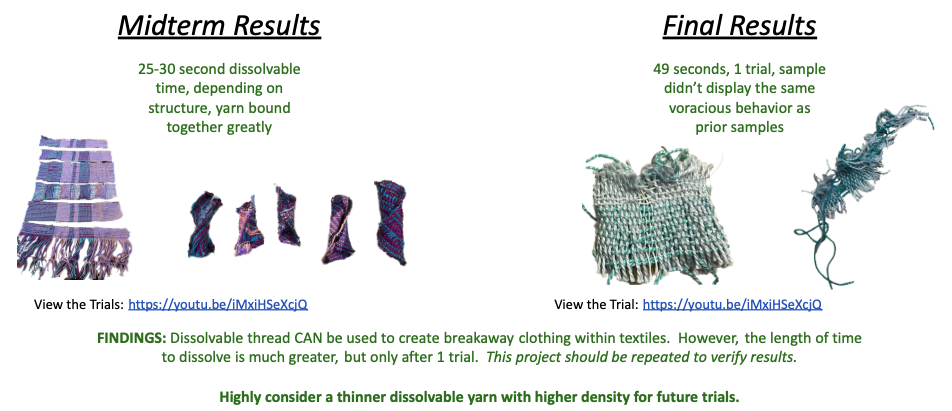 Midterm Results
25-30 second dissolvable
time, depending on
structure, yarn bound
together greatly
View the Trials: https://youtu.be/iMxiHSeXcjQ
Final Results
49 seconds, 1 trial, sample
didn't display the same
voracious behavior as
prior samples
View the Trial: https://youtu.be/iMxiHSeXcjQ
FINDINGS: Dissolvable thread CAN be used to create breakaway clothing within textiles. However, the length of time
to dissolve is much greater, but only after 1 trial. This project should be repeated to verify results.
Highly consider a thinner dissolvable yarn with higher density for future trials.